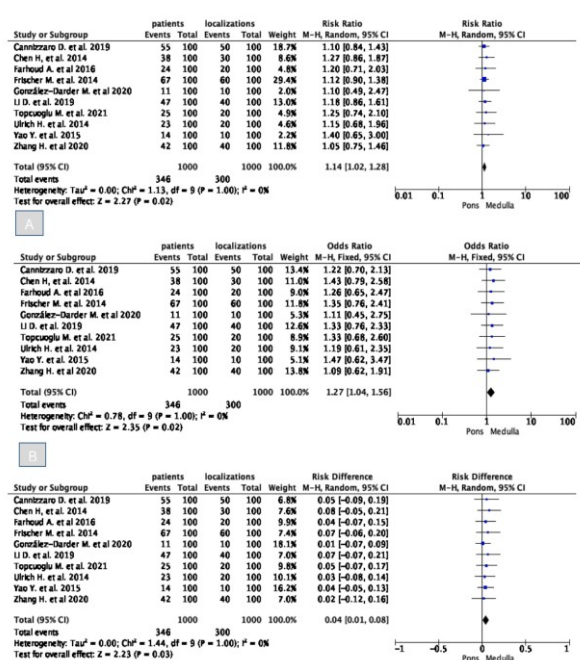 patients localizations Risk Ratio Risk Ratio
Study or Subgroup Events Total Events Total Weight M-H, Random, 95% CI M-H, Random, 95% CI
Cannizzaro D. et al. 2019 55 100 50 100 18.7% 1.10 [0.84, 1.43]
Chen H, et al. 2014 38 100 30 100 8.6% 1.27 [0.86, 1.87]
Farhoud A. et al 2016 24 100 20 100 4.8% 1.20 [0.71, 2.03]
Frischer M. et al. 2014 67 100 60 100 29.4% 1.12 [0.90, 1.38]
González-Darder M. et al 2020 11 100 10 100 2.0% 1.10 [0.49, 2.47]
LI D. et al. 2019 47 100 40 100 13.0% 1.18 [0.86, 1.61]
Topcuoglu M. et al. 2021 25 100 20 100 4.9% 1.25 [0.74, 2.10]
Ulrich H. et al. 2014 23 100 20 100 4.6% 1.15 [0.68, 1.96]
Yao Y. et al. 2015 14 100 10 100 2.2% 1.40 [0.65, 3.00]
Zhang H. et al 2020 42 100 40 100 11.8% 1.05 [0.75, 1.46]
Total (95% CI) 1000 1000 100.0% 1.14 [1.02, 1.28]
Total events 346 300
Heterogeneity: Tau² = 0.00; Chi² = 1.13, df = 9 (P = 1.00); I² = 0%
Test for overall effect: Z = 2.27 (P = 0.02)
0.01 0.1 1 10 100
Pons Medulla
A
patients localizations Odds Ratio Odds Ratio
Study or Subgroup Events Total Events Total Weight M-H, Fixed, 95% CI M-H, Fixed, 95% CI
Cannizzaro D. et al. 2019 55 100 50 100 13.4% 1.22 [0.70, 2.13]
Chen H, et al. 2014 38 100 30 100 11.0% 1.43 [0.79, 2.58]
Farhoud A. et al 2016 24 100 20 100 9.2% 1.26 [0.65, 2.47]
Frischer M. et al. 2014 67 100 60 100 11.8% 1.35 [0.76, 2.41]
González-Darder M. et al 2020 11 100 10 100 5.3% 1.11 [0.45, 2.75]
LI D. et al. 2019 47 100 40 100 12.6% 1.33 [0.76, 2.33]
Topcuoglu M. et al. 2021 25 100 20 100 9.0% 1.33 [0.68, 2.60]
Ulrich H. et al. 2014 23 100 20 100 9.1% 1.19 [0.61, 2.35]
Yao Y. et al. 2015 14 100 10 100 5.1% 1.47 [0.62, 3.47]
Zhang H. et al 2020 42 100 40 100 13.8% 1.09 [0.62, 1.91]
Total (95% CI) 1000 1000 100.0% 1.27 [1.04, 1.56]
Total events 346 300
Heterogeneity: Chi² = 0.78, df = 9 (P = 1.00); I² = 0%
Test for overall effect: Z = 2.35 (P = 0.02)
0.01 0.1 1 10 100
Pons Medulla
B
patients localizations Risk Difference Risk Difference
Study or Subgroup Events Total Events Total Weight M-H, Random, 95% CI M-H, Random, 95% CI
Cannizzaro D. et al. 2019 55 100 50 100 6.8% 0.05 [-0.09, 0.19]
Chen H, et al. 2014 38 100 30 100 7.6% 0.08 [-0.05, 0.21]
Farhoud A. et al 2016 24 100 20 100 9.9% 0.04 [-0.07, 0.15]
Frischer M. et al. 2014 67 100 60 100 7.4% 0.07 [-0.06, 0.20]
González-Darder M. et al 2020 11 100 10 100 18.1% 0.01 [-0.07, 0.09]
LI D. et al. 2019 47 100 40 100 7.0% 0.07 [-0.07, 0.21]
Topcuoglu M. et al. 2021 25 100 20 100 9.8% 0.05 [-0.07, 0.17]
Ulrich H. et al. 2014 23 100 20 100 10.1% 0.03 [-0.08, 0.14]
Yao Y. et al. 2015 14 100 10 100 16.2% 0.04 [-0.05, 0.13]
Zhang H. et al 2020 42 100 40 100 7.0% 0.02 [-0.12, 0.16]
Total (95% CI) 1000 1000 100.0% 0.04 [0.01, 0.08]
Total events 346 300
Heterogeneity: Tau² = 0.00; Chi² = 1.44, df = 9 (P = 1.00); I² = 0%
Test for overall effect: Z = 2.23 (P = 0.03)
-1 -0.5 0 0.5 1
Pons Medulla